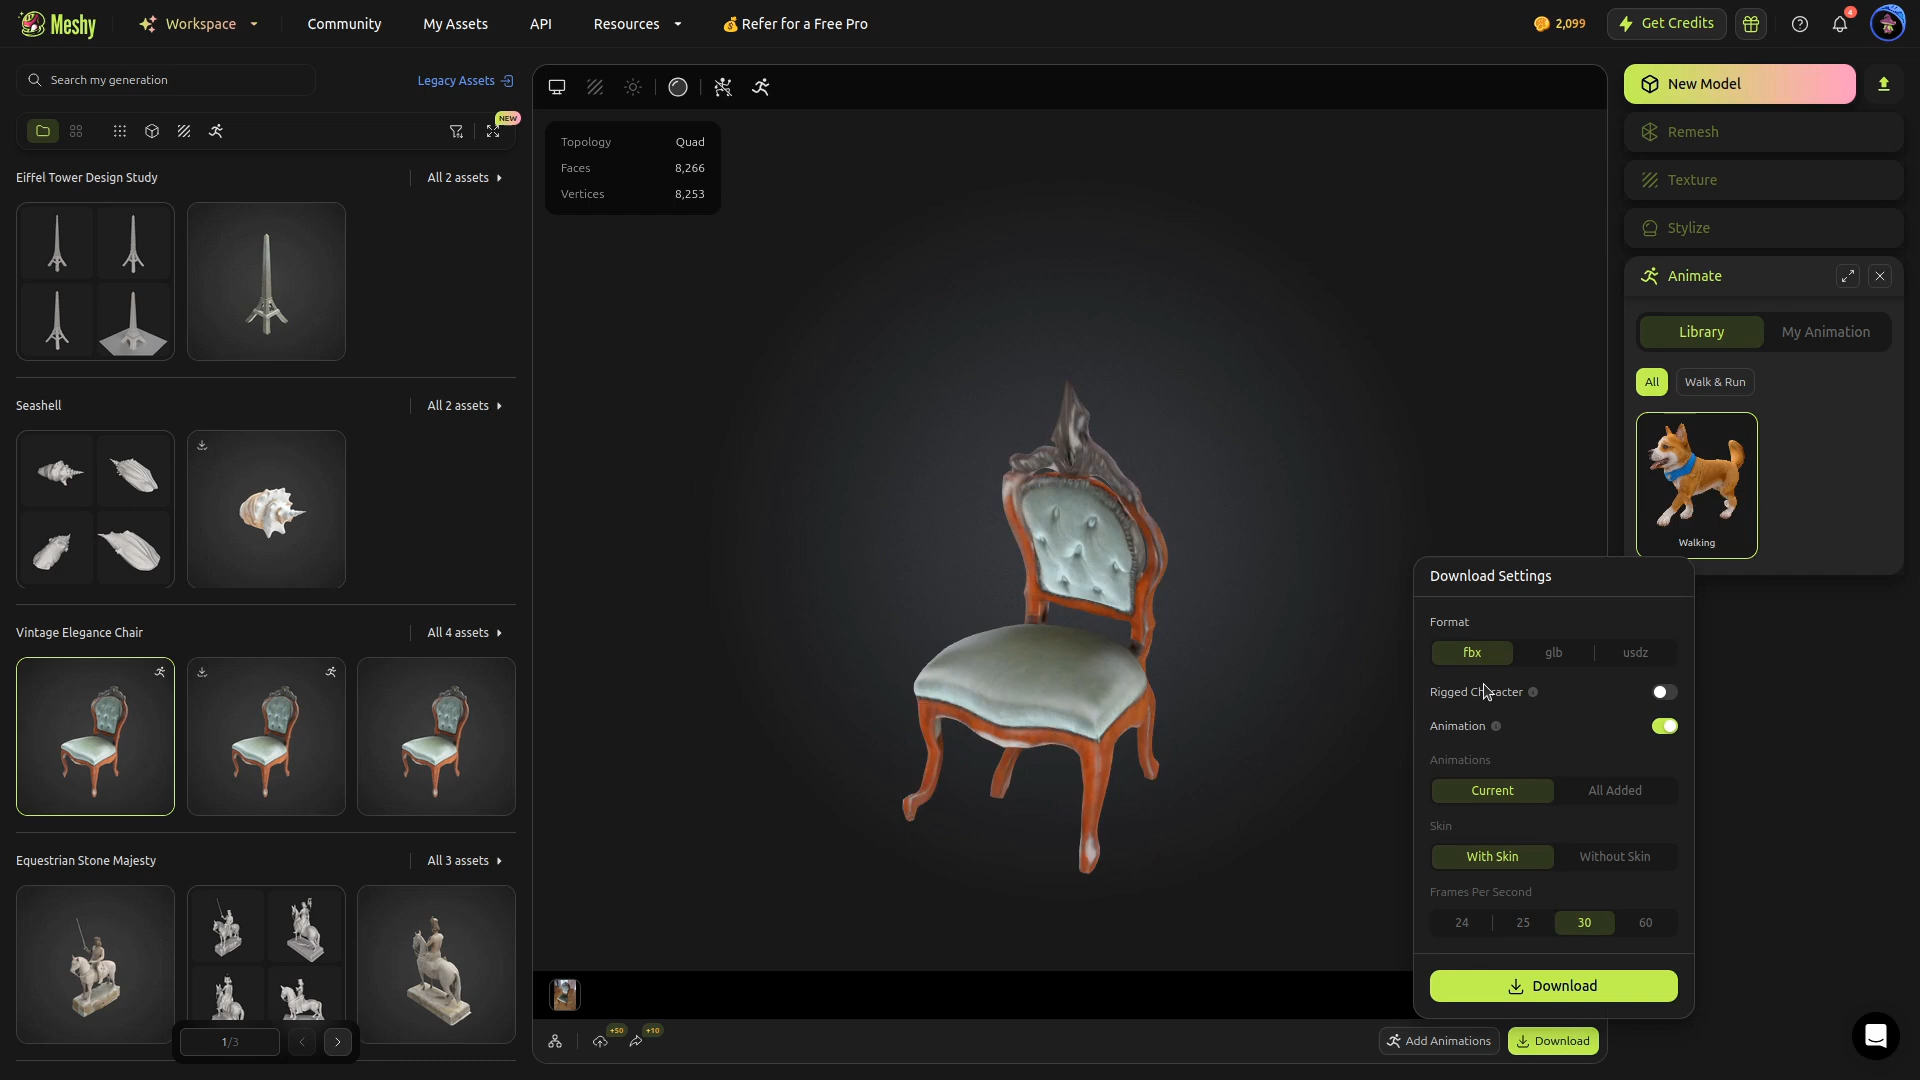 Meshy
Workspace
Community
My Assets
API
Resources
Refer for a Free Pro
2,099
Get Credits
4
Search my generation
Legacy Assets
NEW
Eiffel Tower Design Study
All 2 assets
Seashell
All 2 assets
Vintage Elegance Chair
All 4 assets
Equestrian Stone Majesty
All 3 assets
1/3
Topology Quad
Faces 8,266
Vertices 8,253
+50
+10
Add Animations
Download
New Model
Remesh
Texture
Stylize
Animate
Library
My Animation
All
Walk & Run
Walking
Download Settings
Format
fbx
glb
usdz
Rigged Character
Animation
Animations
Current
All Added
Skin
With Skin
Without Skin
Frames Per Second
24
25
30
60
Download